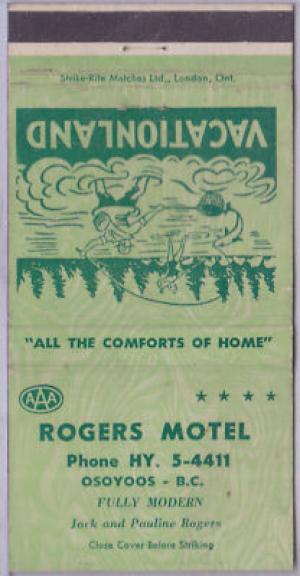 Strike-Rite Matches Ltd., London, Ont.
VACATIONLAND
"ALL THE COMFORTS OF HOME"
AAA
ROGERS MOTEL
Phone HY. 5-4411
OSOYOOS - B.C.
FULLY MODERN
Jack and Pauline Rogers
Close Cover Before Striking